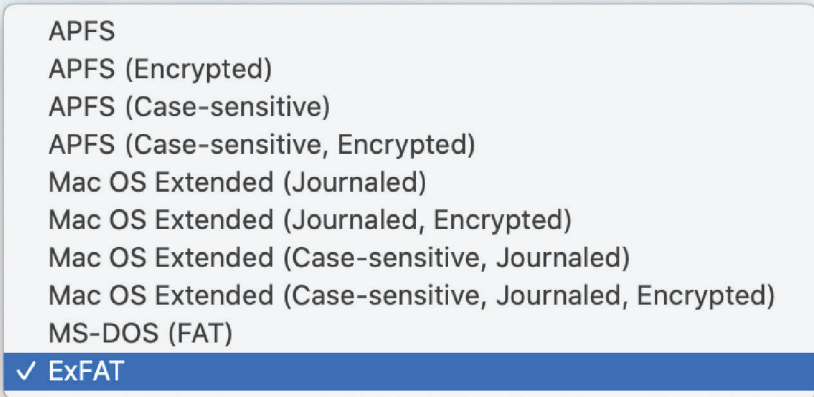 APFS
APFS (Encrypted)
APFS (Case-sensitive)
APFS (Case-sensitive, Encrypted)
Mac OS Extended (Journaled)
Mac OS Extended (Journaled, Encrypted)
Mac OS Extended (Case-sensitive, Journaled)
Mac OS Extended (Case-sensitive, Journaled, Encrypted)
MS-DOS (FAT)
✓ ExFAT